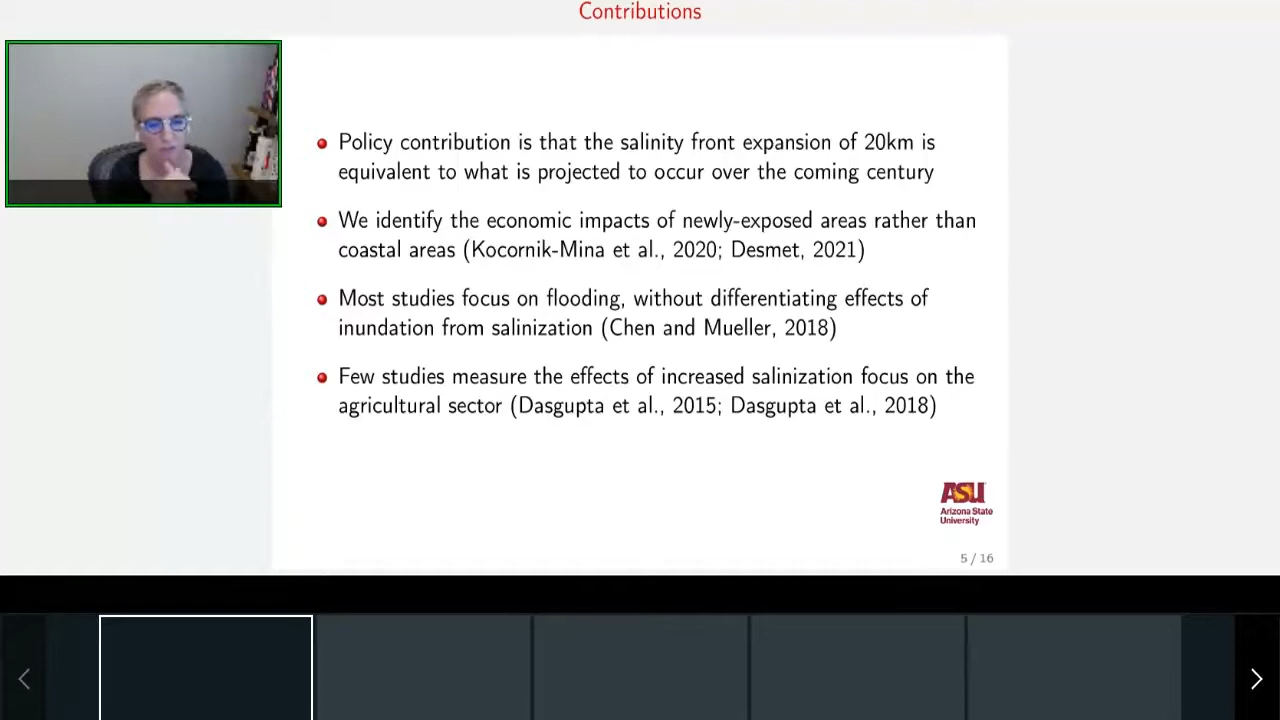 Contributions
Policy contribution is that the salinity front expansion of 20km is
equivalent to what is projected to occur over the coming century
We identify the economic impacts of newly-exposed areas rather than
coastal areas (Kocornik-Mina et al., 2020; Desmet, 2021)
Most studies focus on flooding, without differentiating effects of
inundation from salinization (Chen and Mueller, 2018)
Few studies measure the effects of increased salinization focus on the
agricultural sector (Dasgupta et al., 2015; Dasgupta et al., 2018)
ASU
Arizona State
University
5 / 16